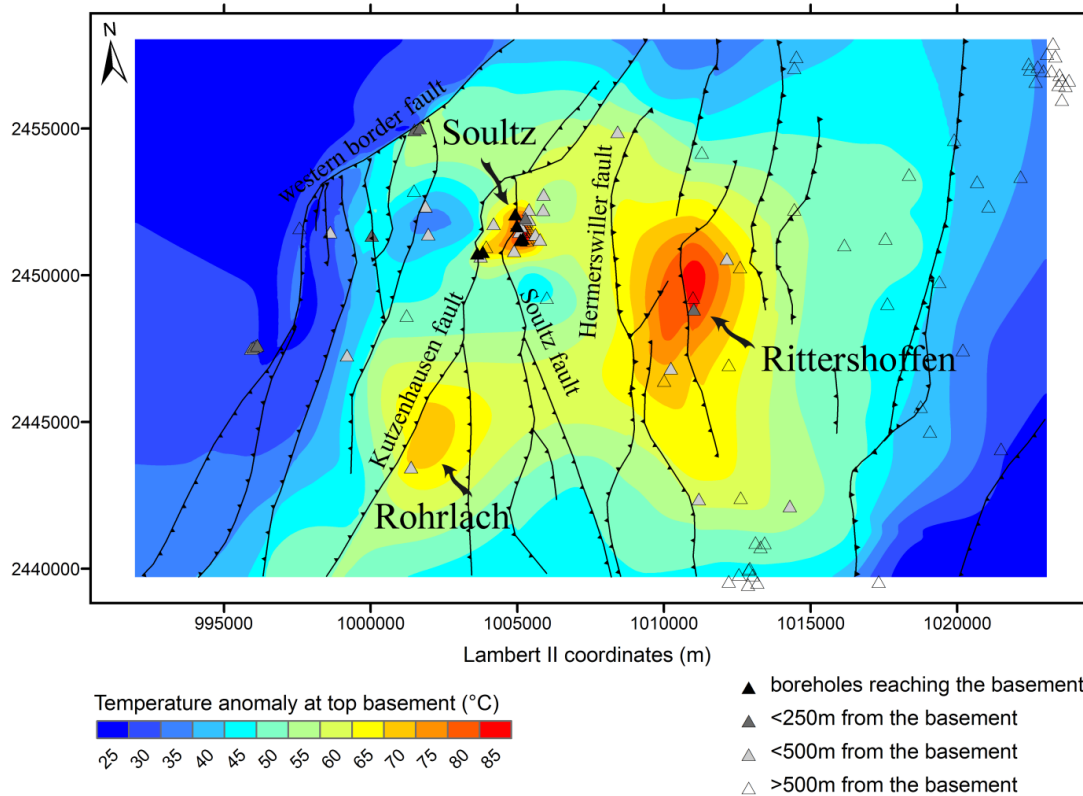 N
2455000
2450000
2445000
2440000
western border fault
Soultz
Hermerswiller fault
Kutzenhausen fault
Soultz fault
Rittershoffen
Rohrlach
995000 1000000 1005000 1010000 1015000 1020000
Lambert II coordinates (m)
Temperature anomaly at top basement (°C)
25 30 35 40 45 50 55 60 65 70 75 80 85
boreholes reaching the basement
<250m from the basement
<500m from the basement
>500m from the basement